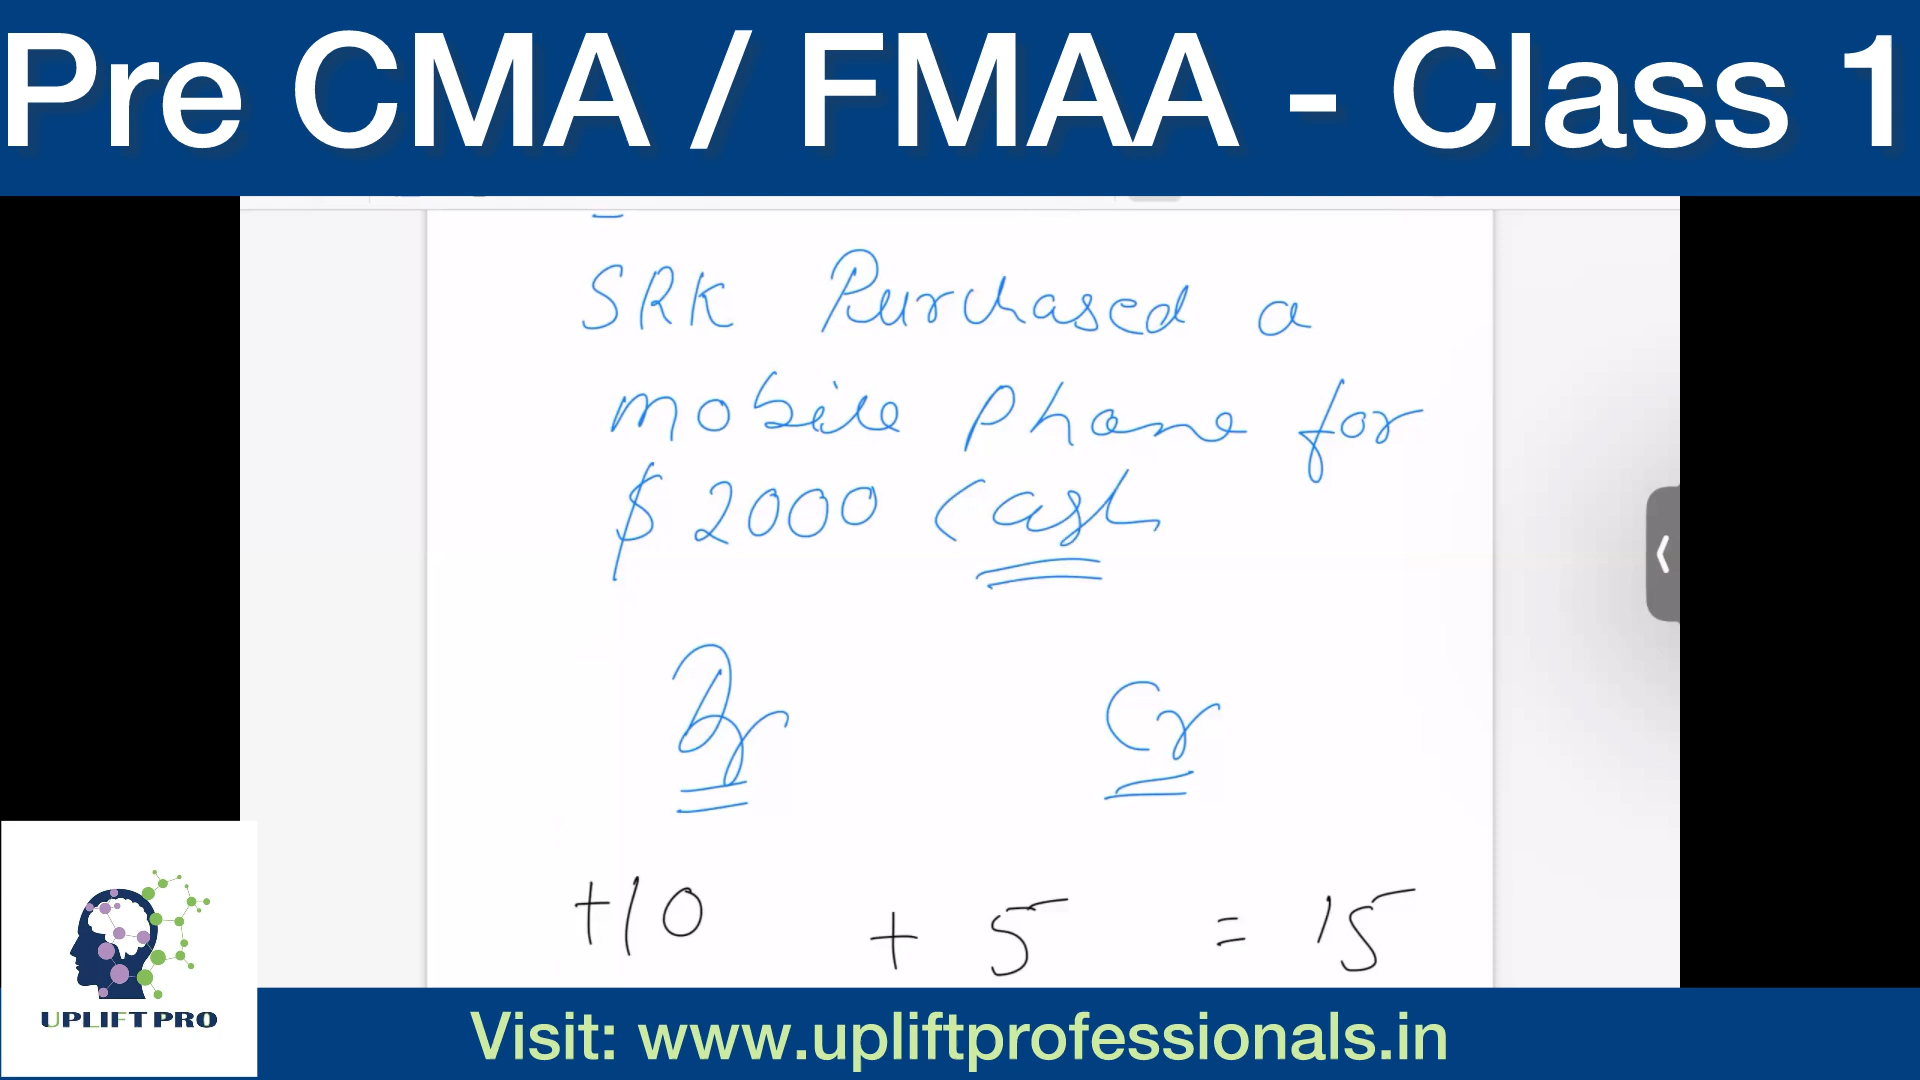 Pre CMA / FMAA - Class 1
SRK Purchased a
mobile phone for
$ 2000 cash
Dr Cr
+10 + 5 = 15
UPLIFT PRO
Visit: www.upliftprofessionals.in